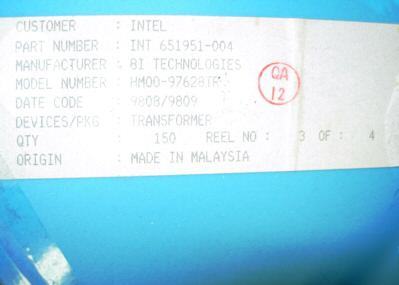 CUSTOMER : INTEL
PART NUMBER : INT 651951-004
MANUFACTURER : BI TECHNOLOGIES
MODEL NUMBER : HM00-97628TR
DATE CODE : 9808/9809
DEVICES/PKG : TRANSFORMER
QTY : 150 REEL NO : 3 OF : 4
ORIGIN : MADE IN MALAYSIA
QA
12